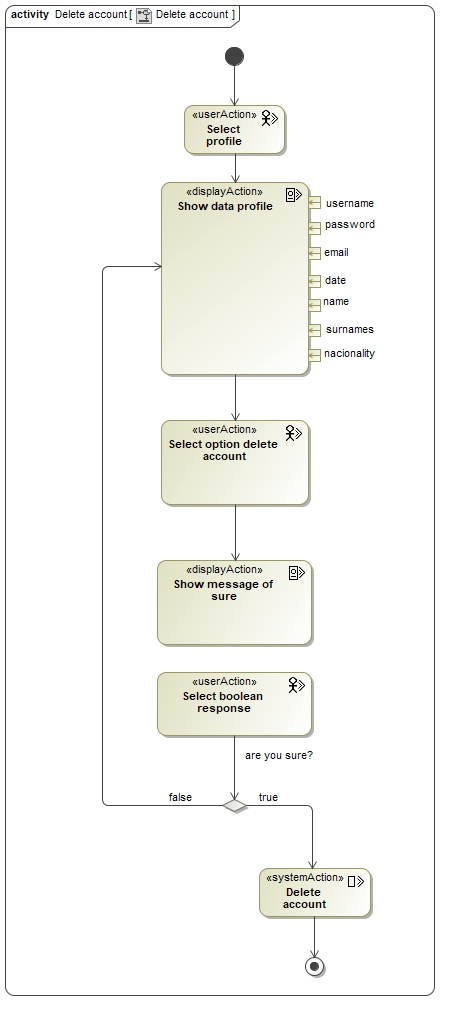 activity Delete account[ Delete account ]
«userAction»
Select
profile
«displayAction»
Show data profile
username
password
email
date
name
surnames
nacionality
«userAction»
Select option delete
account
«displayAction»
Show message of
sure
«userAction»
Select boolean
response
are you sure?
false
true
«systemAction»
Delete
account